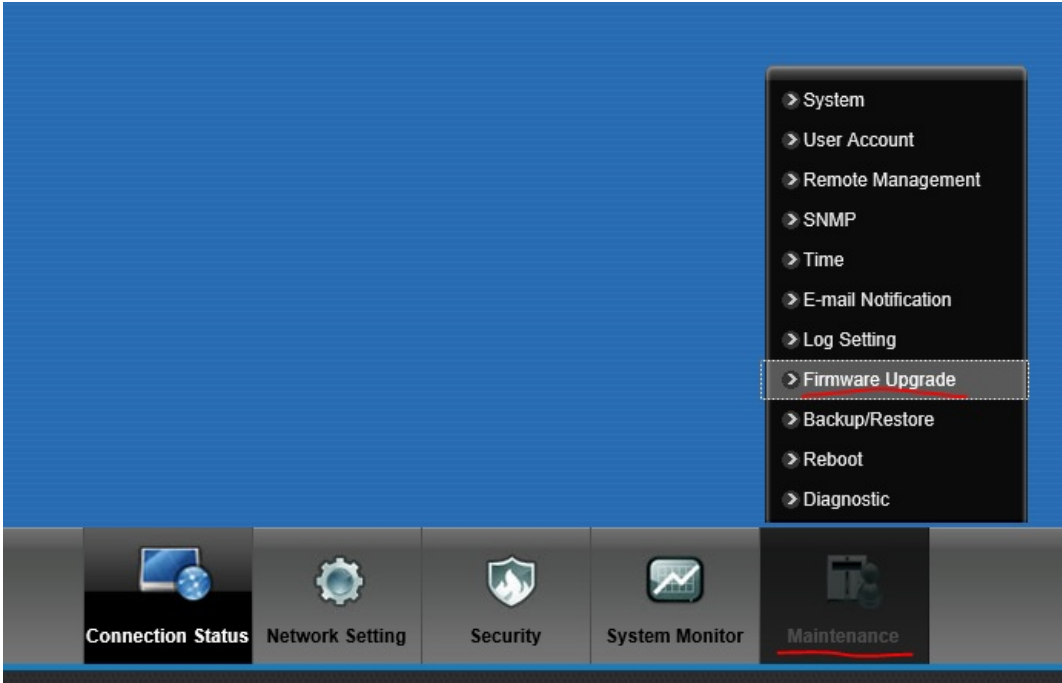 System
User Account
Remote Management
SNMP
Time
E-mail Notification
Log Setting
Firmware Upgrade
Backup/Restore
Reboot
Diagnostic
Connection Status
Network Setting
Security
System Monitor
Maintenance